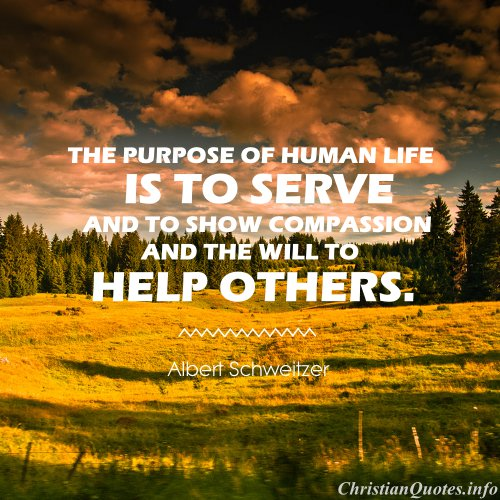 THE PURPOSE OF HUMAN LIFE
IS TO SERVE
AND TO SHOW COMPASSION
AND THE WILL TO
HELP OTHERS.
Albert Schweitzer
ChristianQuotes.info